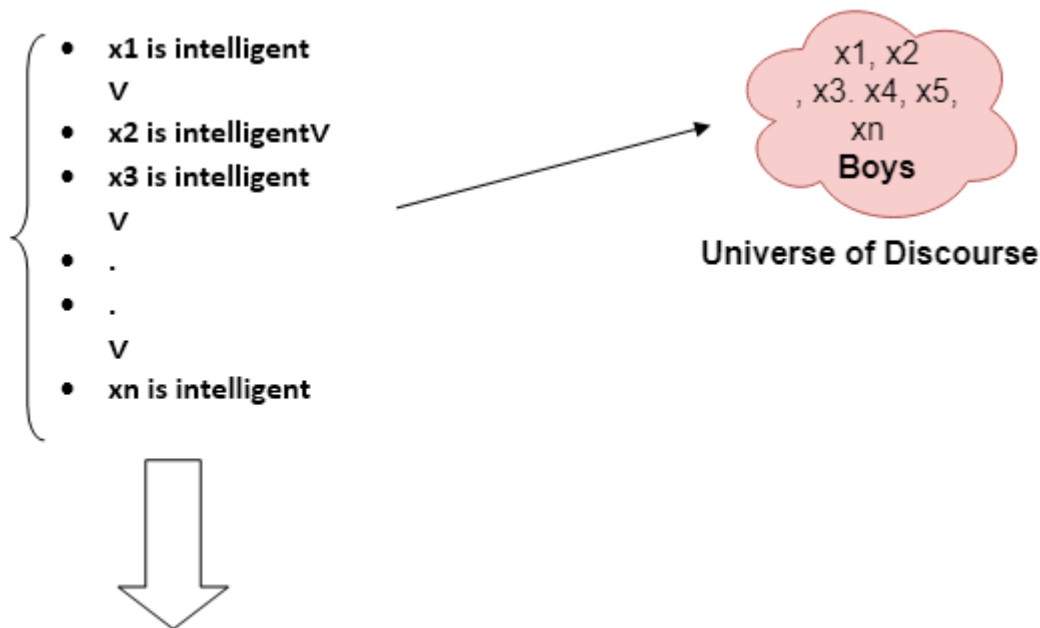 • x1 is intelligent
∨
• x2 is intelligent∨
• x3 is intelligent
∨
• .
• .
∨
• xn is intelligent
x1, x2
, x3. x4, x5,
xn
Boys
Universe of Discourse